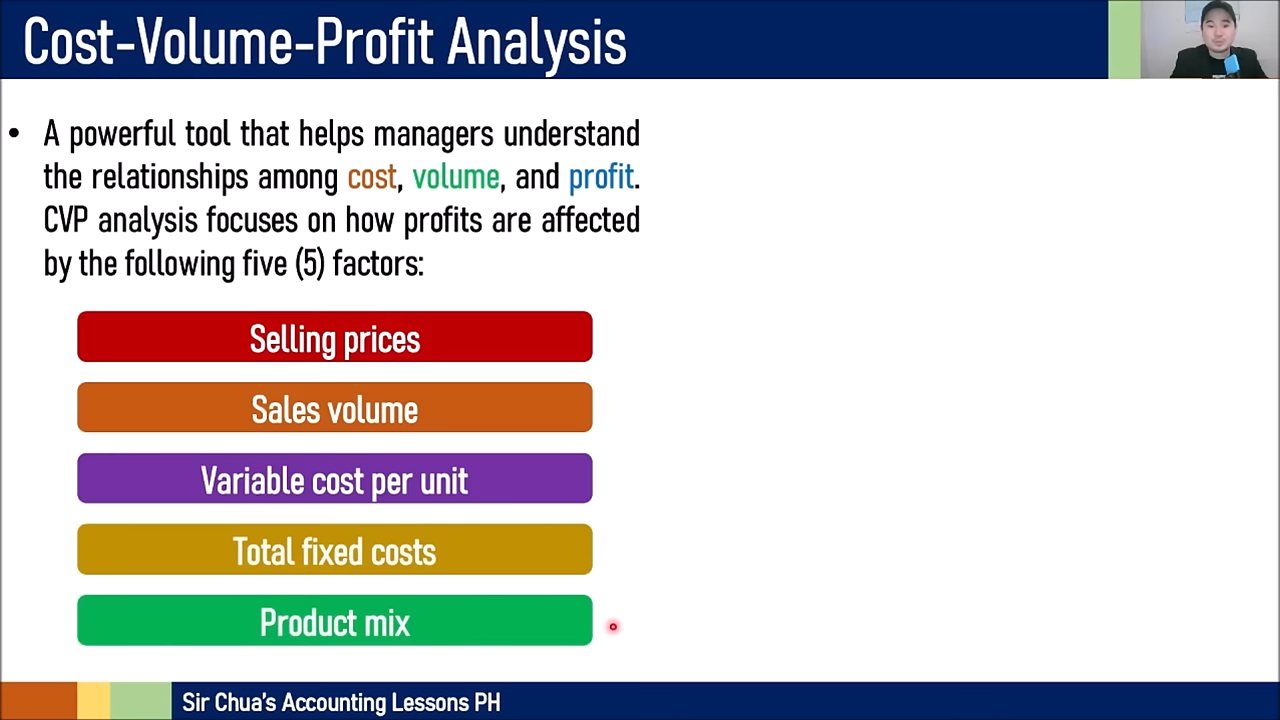 Cost-Volume-Profit Analysis
• A powerful tool that helps managers understand
the relationships among cost, volume, and profit.
CVP analysis focuses on how profits are affected
by the following five (5) factors:
Selling prices
Sales volume
Variable cost per unit
Total fixed costs
Product mix
Sir Chua's Accounting Lessons PH